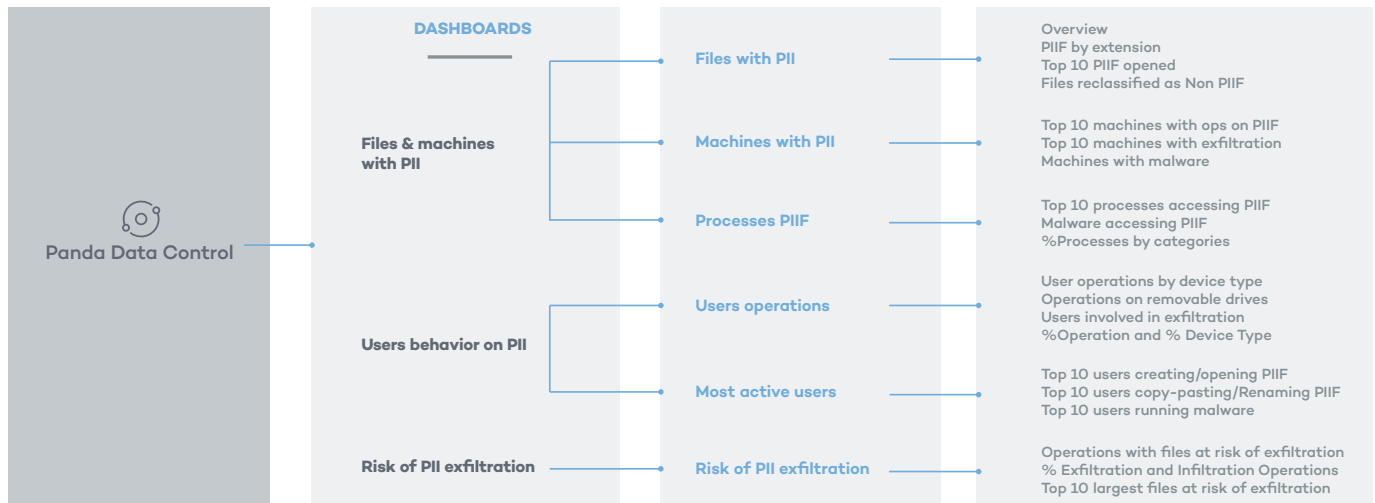 Panda Data Control
DASHBOARDS
Files & machines
with PII
Users behavior on PII
Risk of PII exfiltration
Files with PII
Machines with PII
Processes PIIF
Users operations
Most active users
Risk of PII exfiltration
Overview
PIIF by extension
Top 10 PIIF opened
Files reclassified as Non PIIF
Top 10 machines with ops on PIIF
Top 10 machines with exfiltration
Machines with malware
Top 10 processes accessing PIIF
Malware accessing PIIF
%Processes by categories
User operations by device type
Operations on removable drives
Users involved in exfiltration
%Operation and % Device Type
Top 10 users creating/opening PIIF
Top 10 users copy-pasting/Renaming PIIF
Top 10 users running malware
Operations with files at risk of exfiltration
% Exfiltration and Infiltration Operations
Top 10 largest files at risk of exfiltration